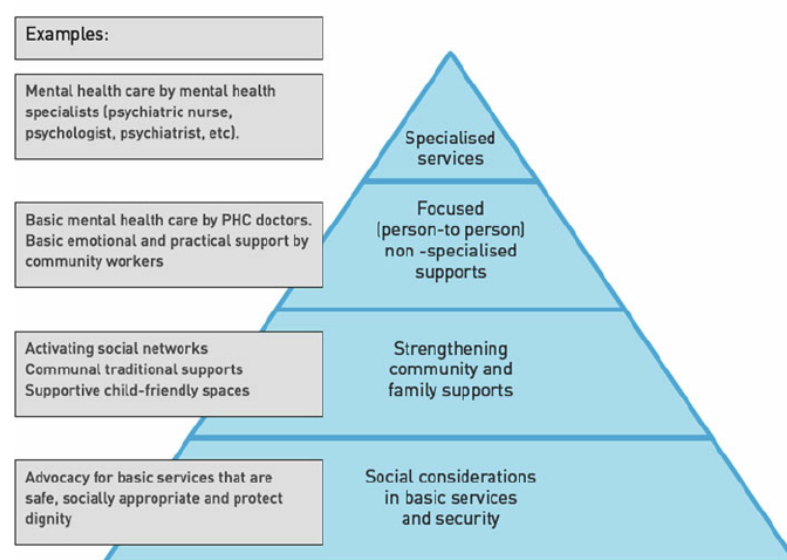 Examples:
Mental health care by mental health
specialists (psychiatric nurse,
psychologist, psychiatrist, etc).
Specialised
services
Basic mental health care by PHC doctors.
Basic emotional and practical support by
community workers
Focused
(person-to person)
non -specialised
supports
Activating social networks
Communal traditional supports
Supportive child-friendly spaces
Strengthening
community and
family supports
Advocacy for basic services that are
safe, socially appropriate and protect
dignity
Social considerations
in basic services
and security